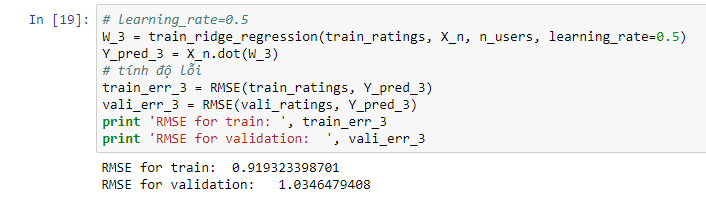 In [19]: # learning_rate=0.5
W_3 = train_ridge_regression(train_ratings, X_n, n_users, learning_rate=0.5)
Y_pred_3 = X_n.dot(W_3)
# tính độ lỗi
train_err_3 = RMSE(train_ratings, Y_pred_3)
vali_err_3 = RMSE(vali_ratings, Y_pred_3)
print 'RMSE for train: ', train_err_3
print 'RMSE for validation:  ', vali_err_3
RMSE for train:  0.919323398701
RMSE for validation:   1.0346479408